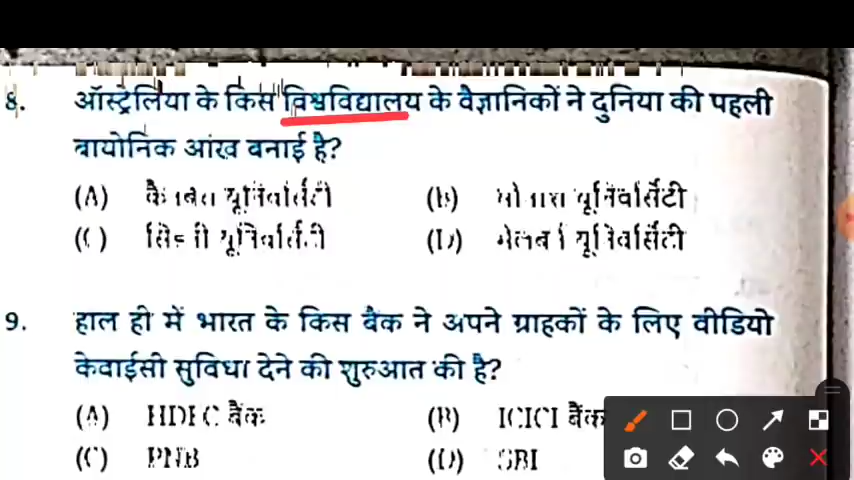 8. ऑस्ट्रेलिया के किस विश्वविद्यालय के वैज्ञानिकों ने दुनिया की पहली
बायोनिक आंख बनाई है?
(A) यूनिवर्सिटी (B) यूनिवर्सिटी
(C) यूनिवर्सिटी (D) यूनिवर्सिटी
9. हाल ही में भारत के किस बैंक ने अपने ग्राहकों के लिए वीडियो
केवाईसी सुविधा देने की शुरुआत की है?
(A) HDFC बैंक (B) ICICI बैंक
(C) PNB (D) SBI